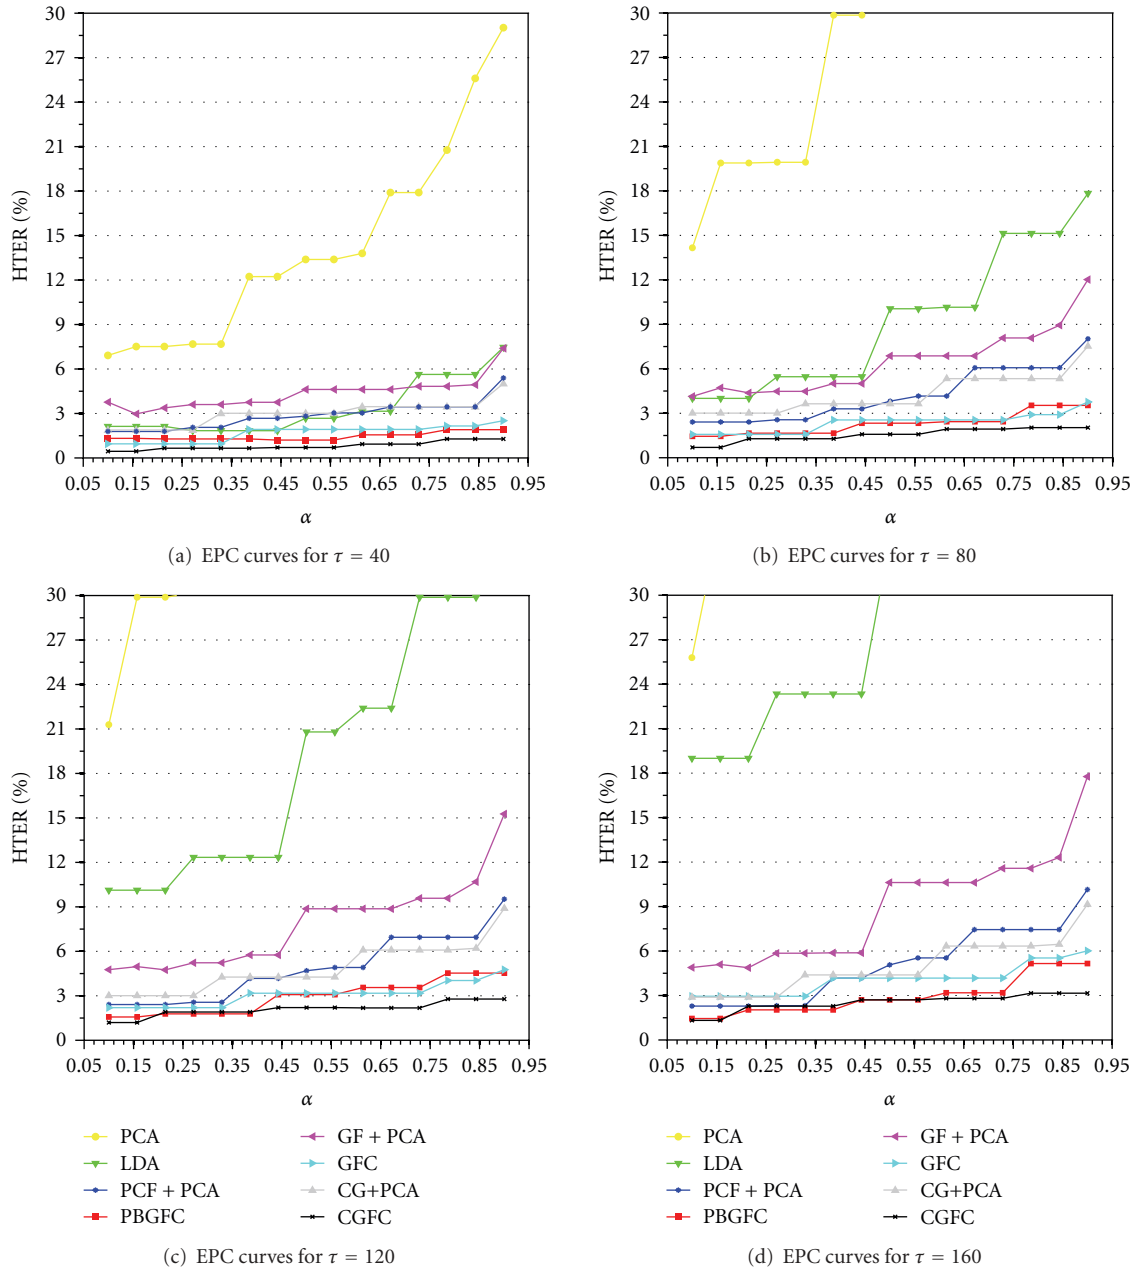 30
27
24
21
18
15
12
9
6
3
0
HTER (%)
0.05 0.15 0.25 0.35 0.45 0.55 0.65 0.75 0.85 0.95
α
(a) EPC curves for τ = 40
30
27
24
21
18
15
12
9
6
3
0
HTER (%)
0.05 0.15 0.25 0.35 0.45 0.55 0.65 0.75 0.85 0.95
α
(b) EPC curves for τ = 80
30
27
24
21
18
15
12
9
6
3
0
HTER (%)
0.05 0.15 0.25 0.35 0.45 0.55 0.65 0.75 0.85 0.95
α
PCA
LDA
PCF + PCA
PBGFC
GF + PCA
GFC
CG+PCA
CGFC
(c) EPC curves for τ = 120
30
27
24
21
18
15
12
9
6
3
0
HTER (%)
0.05 0.15 0.25 0.35 0.45 0.55 0.65 0.75 0.85 0.95
α
PCA
LDA
PCF + PCA
PBGFC
GF + PCA
GFC
CG+PCA
CGFC
(d) EPC curves for τ = 160